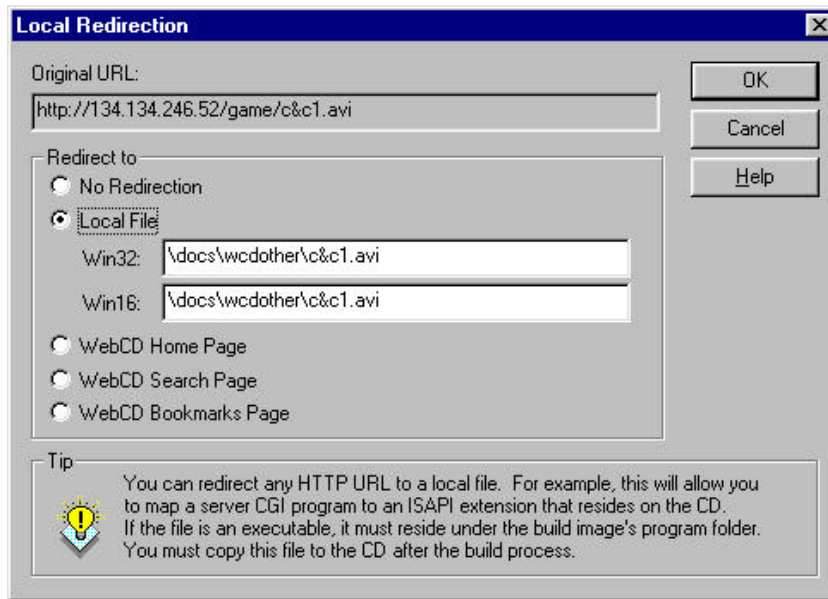 Local Redirection
Original URL:
http://134.134.246.52/game/c&c1.avi
OK
Cancel
Help
Redirect to
No Redirection
Local File
Win32: \docs\wcdother\c&c1.avi
Win16: \docs\wcdother\c&c1.avi
WebCD Home Page
WebCD Search Page
WebCD Bookmarks Page
Tip
You can redirect any HTTP URL to a local file.  For example, this will allow you
to map a server CGI program to an ISAPI extension that resides on the CD.
If the file is an executable, it must reside under the build image's program folder.
You must copy this file to the CD after the build process.